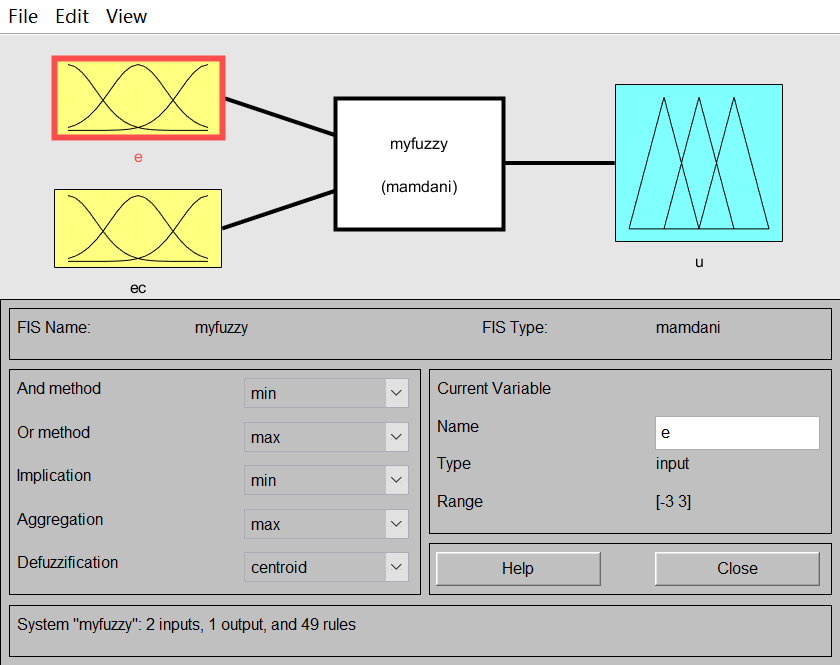 File Edit View
e
myfuzzy
(mamdani)
ec
u
FIS Name: myfuzzy FIS Type: mamdani
And method min
Or method max
Implication min
Aggregation max
Defuzzification centroid
Current Variable
Name e
Type input
Range [-3 3]
Help Close
System "myfuzzy": 2 inputs, 1 output, and 49 rules